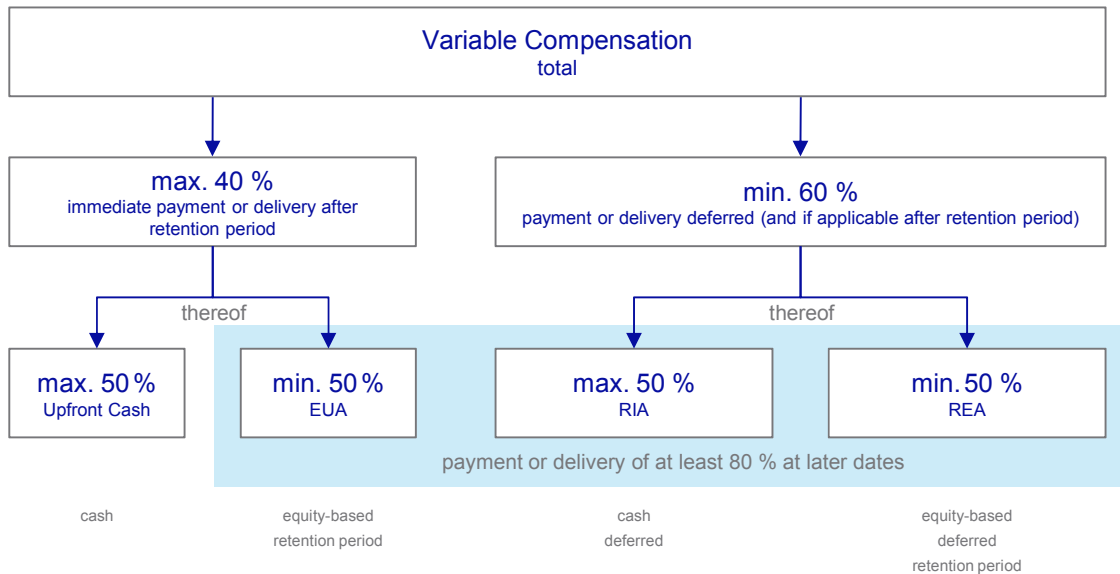 Variable Compensation
total
max. 40 %
immediate payment or delivery after
retention period
min. 60 %
payment or delivery deferred (and if applicable after retention period)
thereof
thereof
max. 50 %
Upfront Cash
min. 50 %
EUA
max. 50 %
RIA
min. 50 %
REA
payment or delivery of at least 80 % at later dates
cash
equity-based
retention period
cash
deferred
equity-based
deferred
retention period